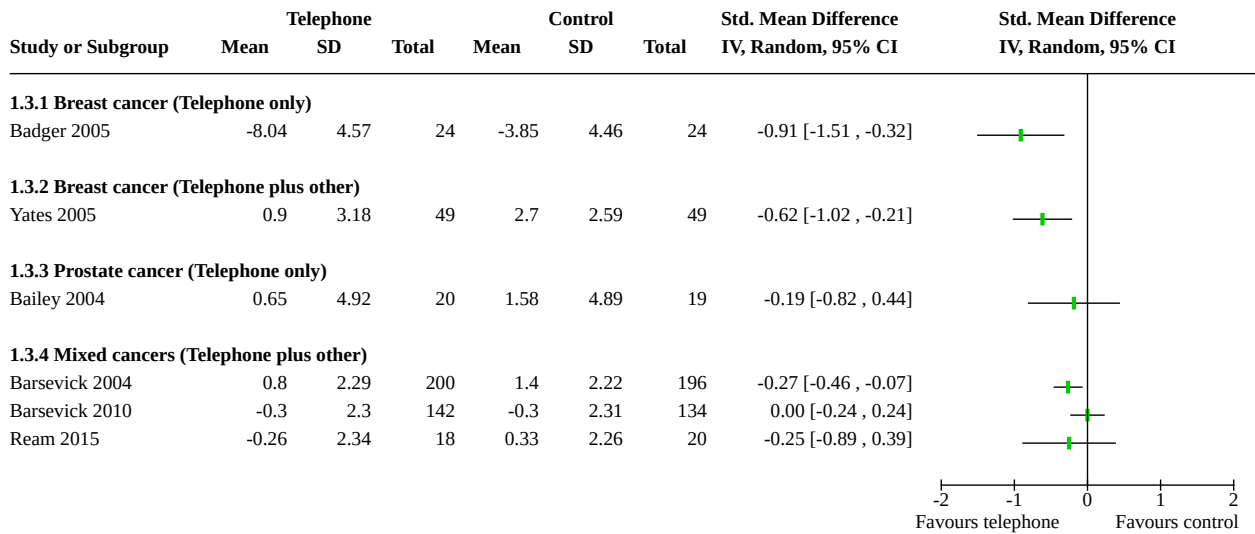 Telephone Control Std. Mean Difference Std. Mean Difference
Study or Subgroup Mean SD Total Mean SD Total IV, Random, 95% CI IV, Random, 95% CI
1.3.1 Breast cancer (Telephone only)
Badger 2005 -8.04 4.57 24 -3.85 4.46 24 -0.91 [-1.51 , -0.32]
1.3.2 Breast cancer (Telephone plus other)
Yates 2005 0.9 3.18 49 2.7 2.59 49 -0.62 [-1.02 , -0.21]
1.3.3 Prostate cancer (Telephone only)
Bailey 2004 0.65 4.92 20 1.58 4.89 19 -0.19 [-0.82 , 0.44]
1.3.4 Mixed cancers (Telephone plus other)
Barsevick 2004 0.8 2.29 200 1.4 2.22 196 -0.27 [-0.46 , -0.07]
Barsevick 2010 -0.3 2.3 142 -0.3 2.31 134 0.00 [-0.24 , 0.24]
Ream 2015 -0.26 2.34 18 0.33 2.26 20 -0.25 [-0.89 , 0.39]
-2 -1 0 1 2
Favours telephone Favours control